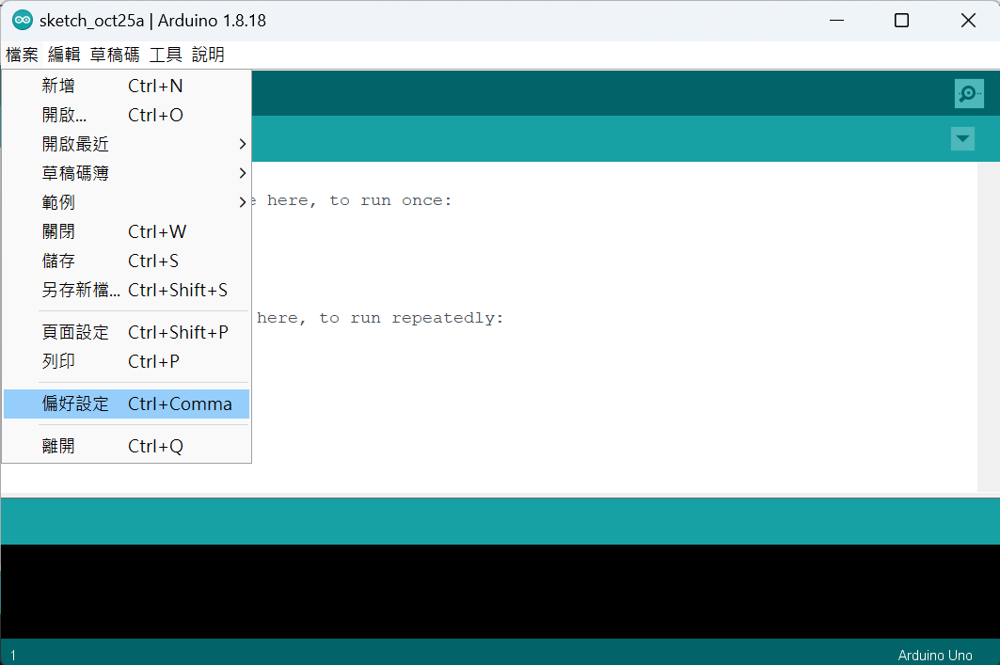 sketch_oct25a | Arduino 1.8.18
檔案 編輯 草稿碼 工具 說明
新增 Ctrl+N
開啟... Ctrl+O
開啟最近
草稿碼簿
範例
關閉 Ctrl+W
儲存 Ctrl+S
另存新檔... Ctrl+Shift+S
頁面設定 Ctrl+Shift+P
列印 Ctrl+P
偏好設定 Ctrl+Comma
離開 Ctrl+Q
here, to run once:
here, to run repeatedly:
1
Arduino Uno